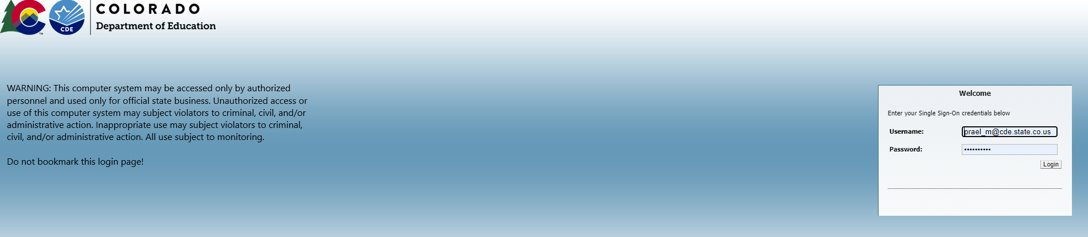 COLORADO
Department of Education
CDE
WARNING: This computer system may be accessed only by authorized
personnel and used only for official state business. Unauthorized access or
use of this computer system may subject violators to criminal, civil, and/or
administrative action. Inappropriate use may subject violators to criminal,
civil, and/or administrative action. All use subject to monitoring.
Do not bookmark this login page!
Welcome
Enter your Single Sign-On credentials below
Username: prael_m@cde.state.co.us
Password: ••••••••••
Login